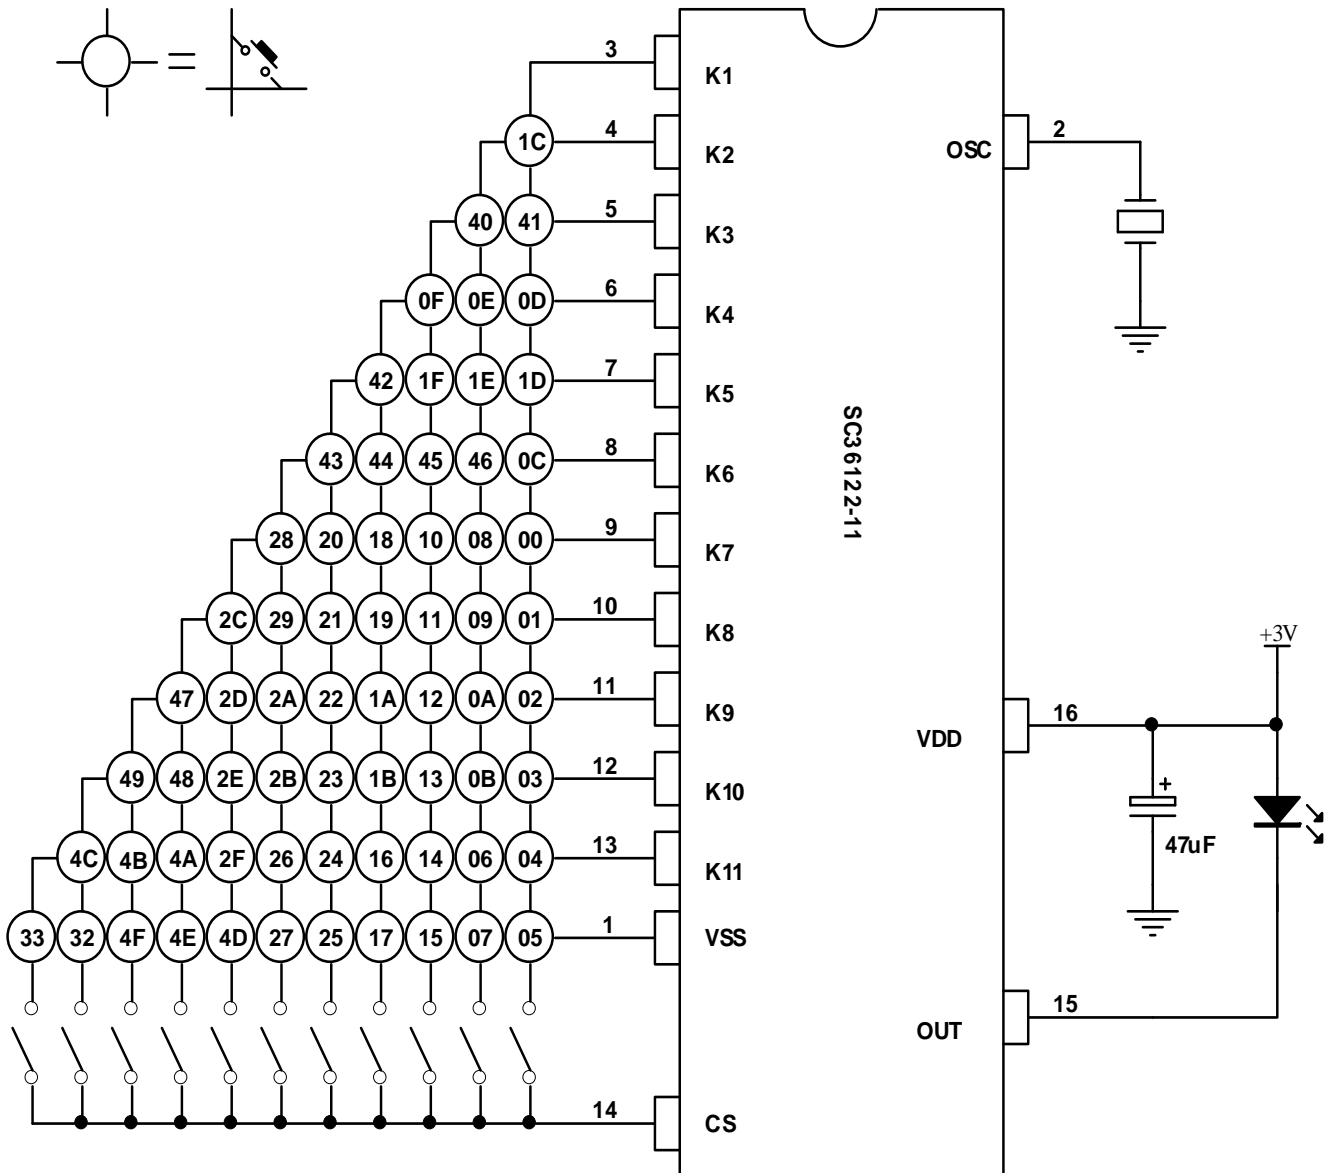 3
K1
1C 4
K2
OSC
2
40 41 5
K3
0F 0E 0D 6
K4
42 1F 1E 1D 7
K5
43 44 45 46 0C 8
K6
28 20 18 10 08 00 9
K7
SC36122-11
2C 29 21 19 11 09 01 10
K8
+3V
47 2D 2A 22 1A 12 0A 02 11
K9
VDD
16
49 48 2E 2B 23 1B 13 0B 03 12
K10
+
47uF
4C 4B 4A 2F 26 24 16 14 06 04 13
K11
33 32 4F 4E 4D 27 25 17 15 07 05 1
VSS
OUT
15
14
CS